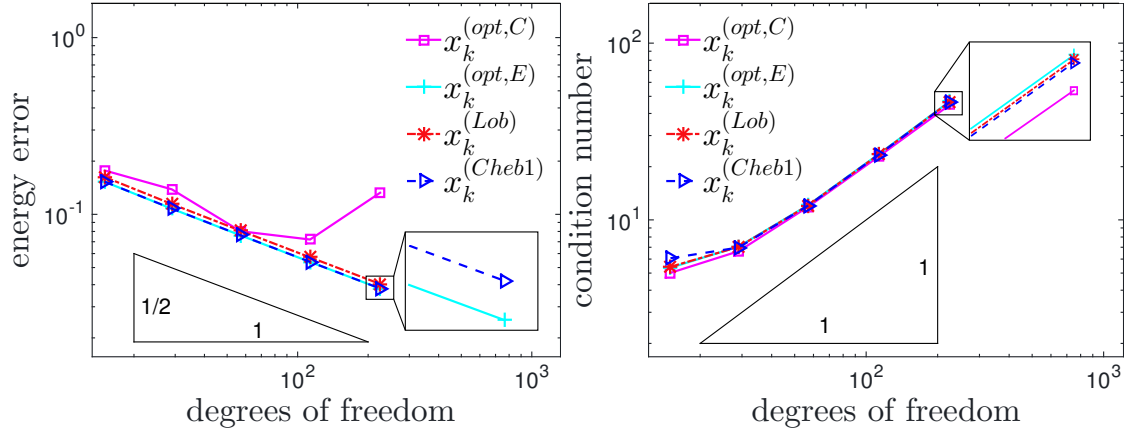 energy error
10^0
10^{-1}
x_k^{(opt,C)}
x_k^{(opt,E)}
x_k^{(Lob)}
x_k^{(Cheb1)}
1/2
1
10^2
10^3
degrees of freedom
condition number
10^2
10^1
x_k^{(opt,C)}
x_k^{(opt,E)}
x_k^{(Lob)}
x_k^{(Cheb1)}
1
1
10^2
10^3
degrees of freedom